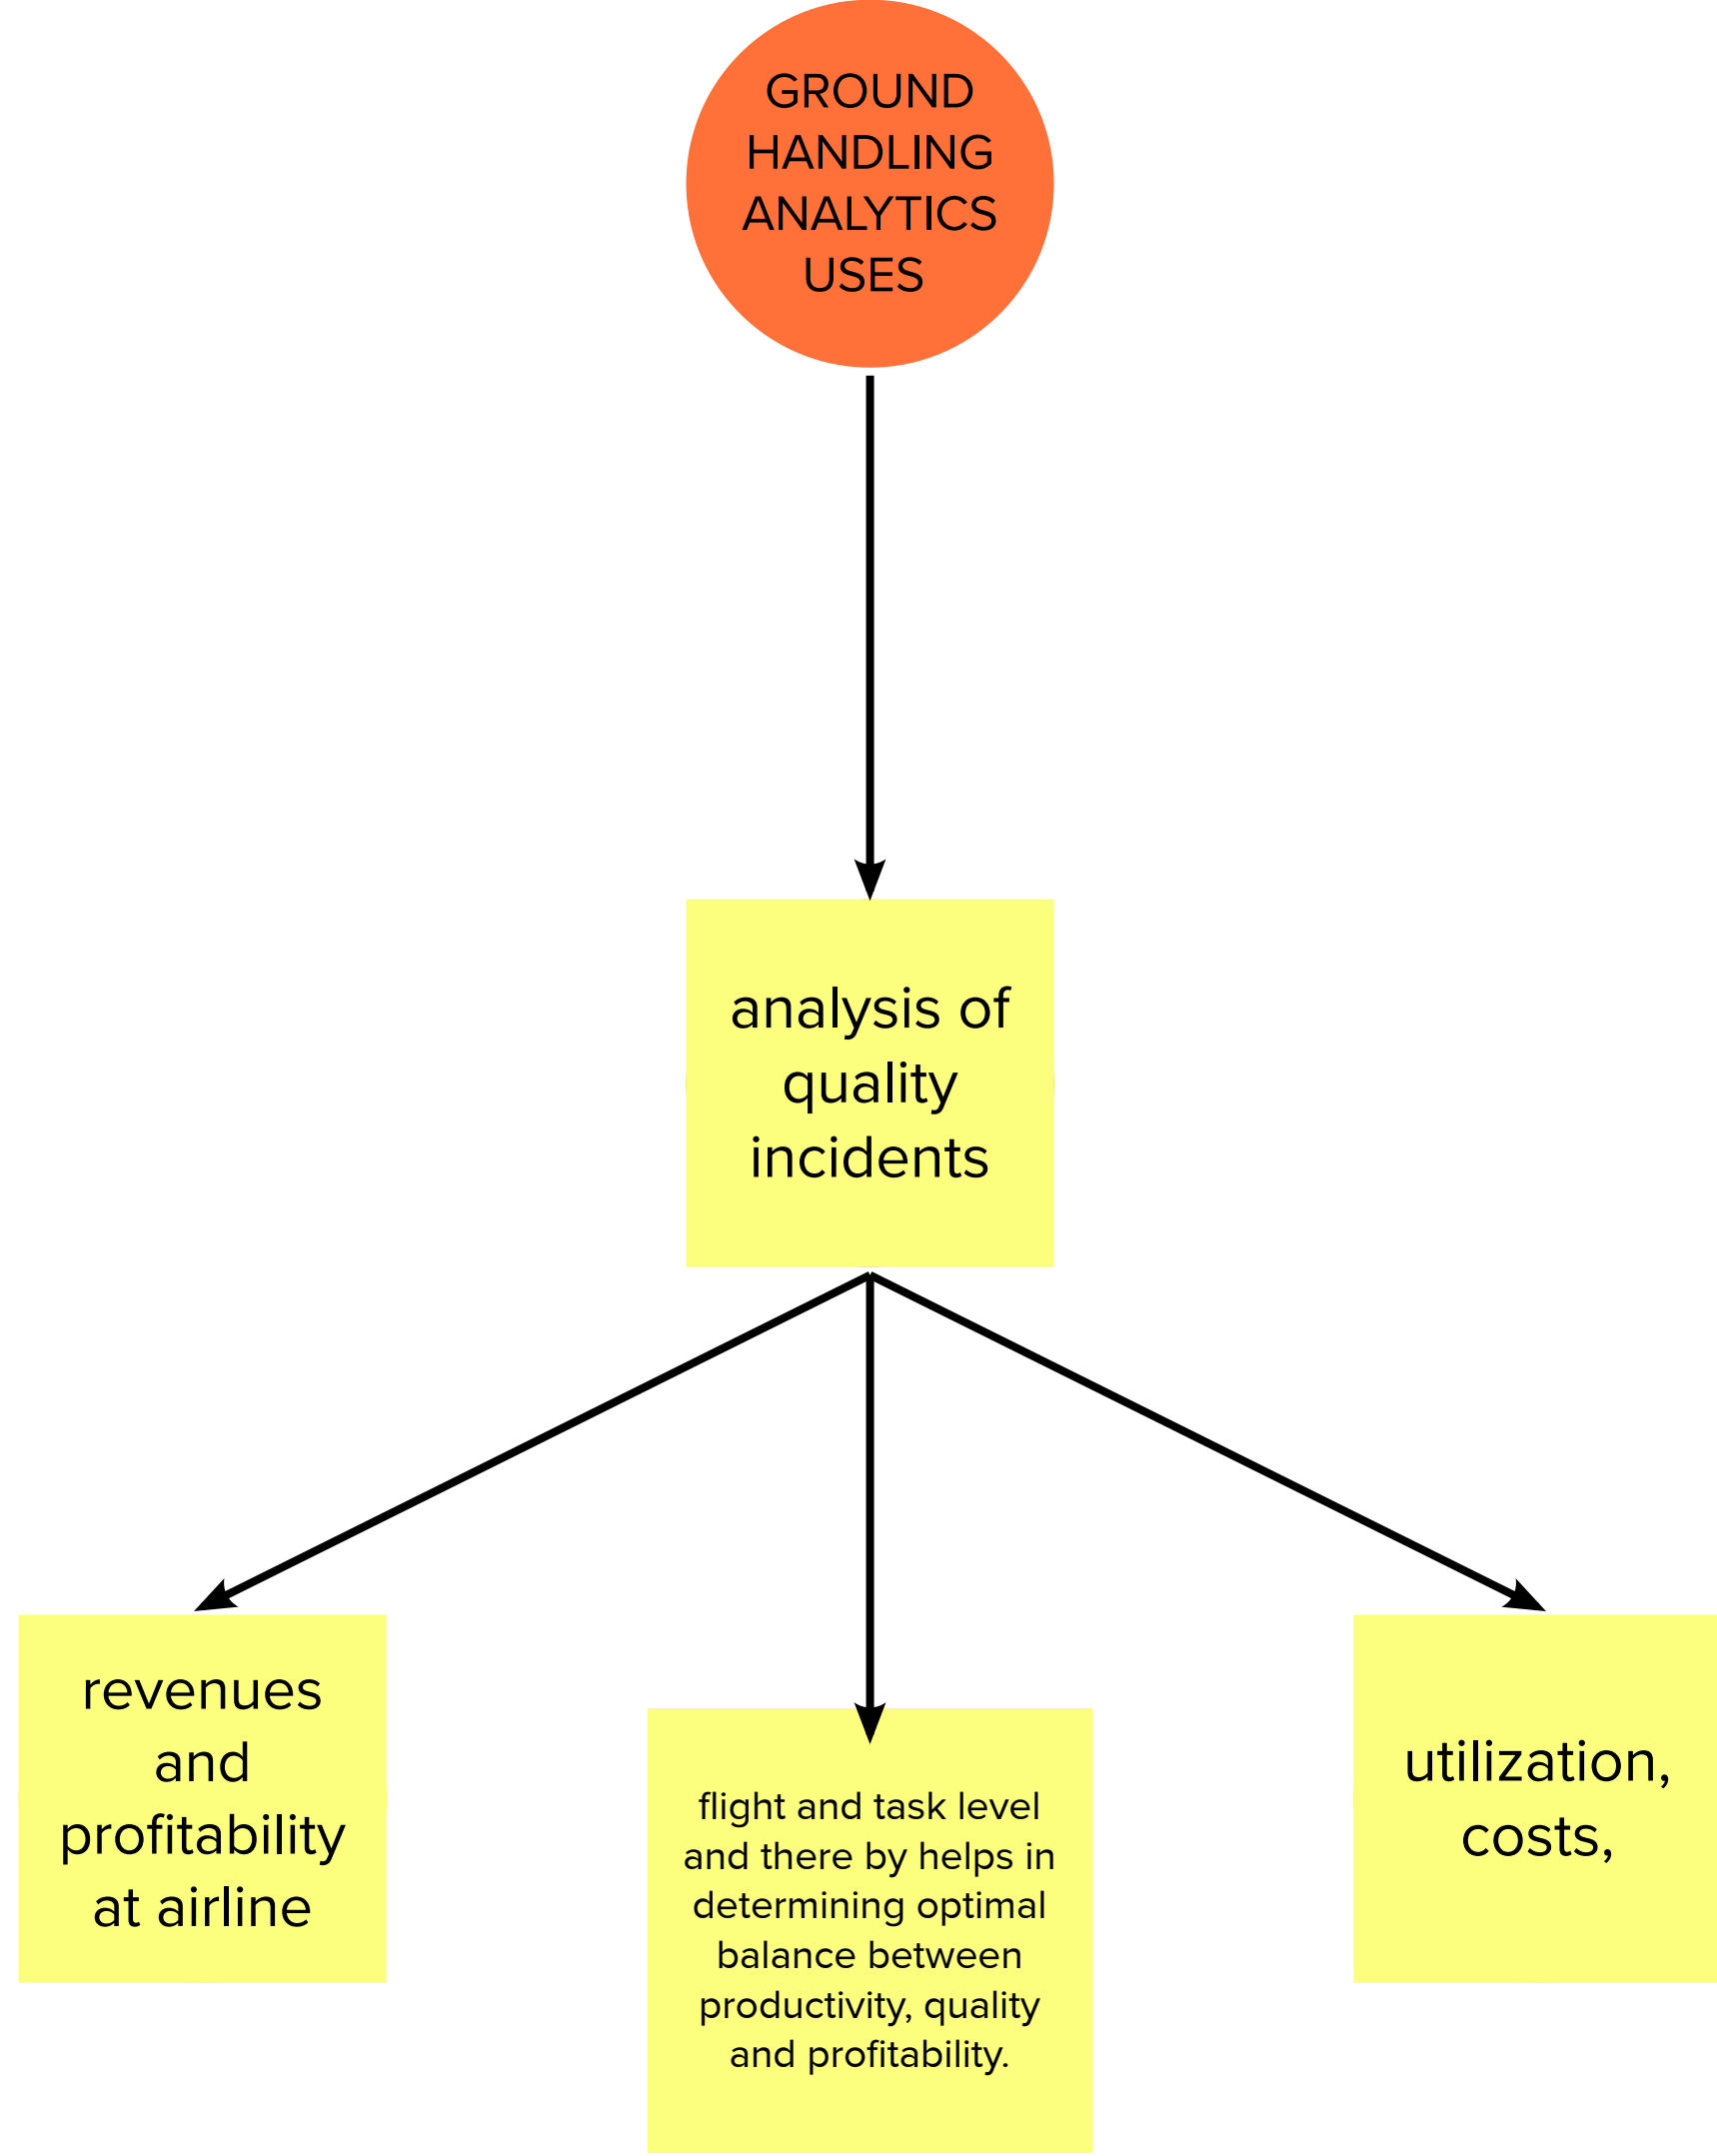 GROUND
HANDLING
ANALYTICS
USES
analysis of
quality
incidents
revenues
and
profitability
at airline
flight and task level
and there by helps in
determining optimal
balance between
productivity, quality
and profitability.
utilization,
costs,